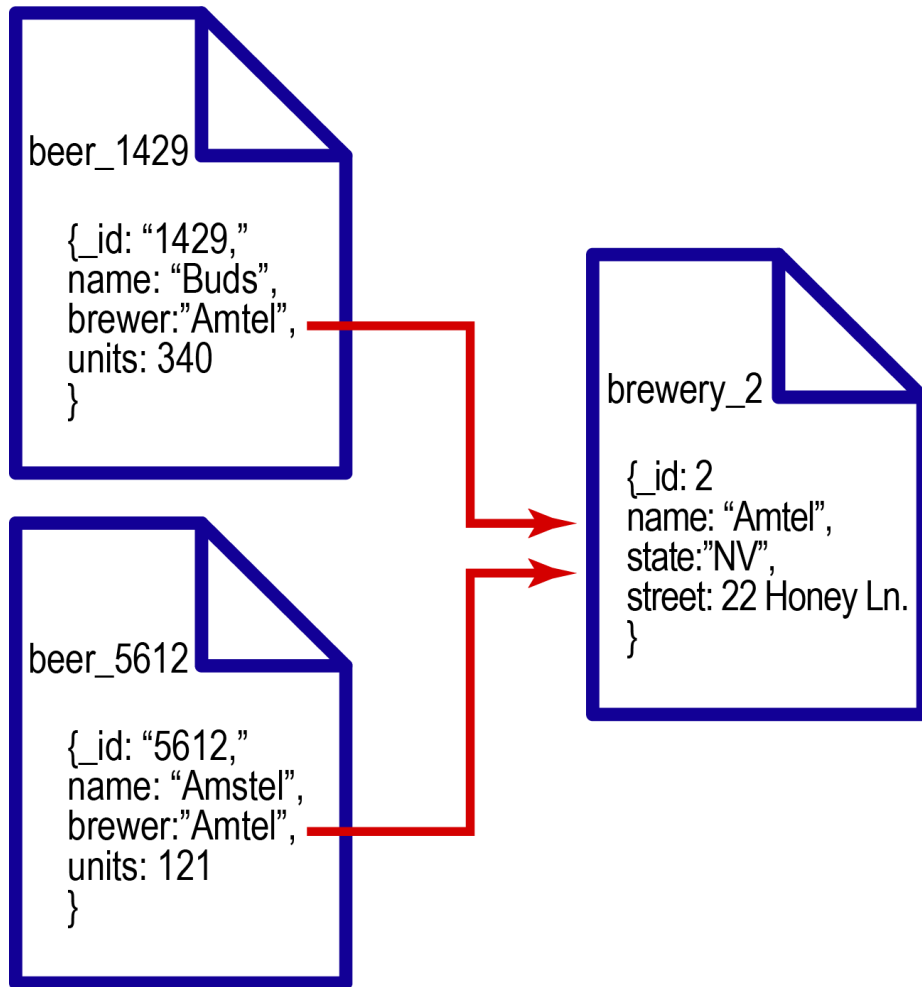 beer_1429
{_id: “1429,”
name: “Buds”,
brewer:”Amtel”,
units: 340
}
beer_5612
{_id: “5612,”
name: “Amstel”,
brewer:”Amtel”,
units: 121
}
brewery_2
{_id: 2
name: “Amtel”,
state:”NV”,
street: 22 Honey Ln.
}